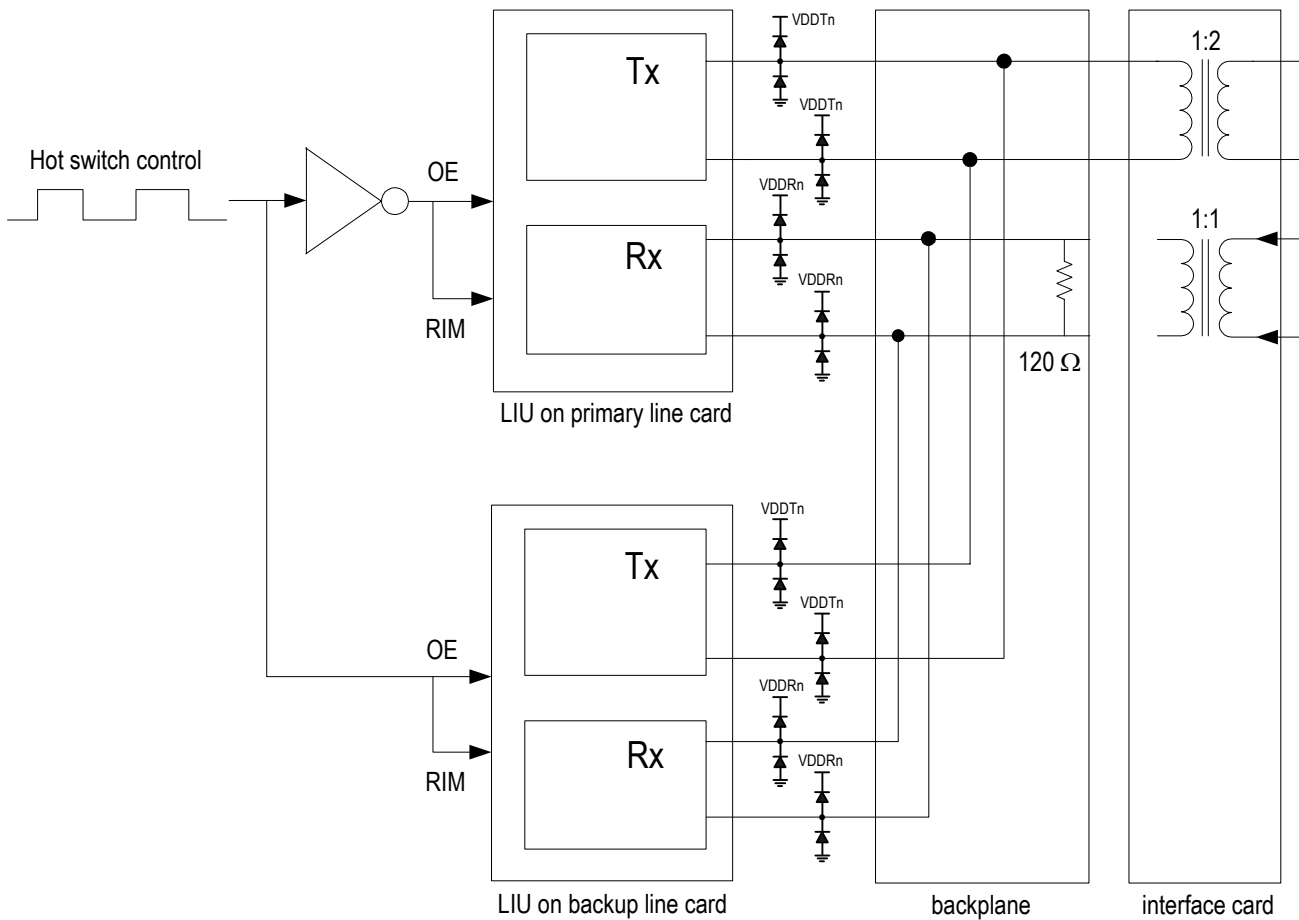 VDDTn
Tx
1:2
VDDTn
Hot switch control
OE
VDDRn
Rx
1:1
VDDRn
RIM
120 Ω
LIU on primary line card
VDDTn
Tx
VDDTn
OE
VDDRn
Rx
VDDRn
RIM
LIU on backup line card
backplane
interface card